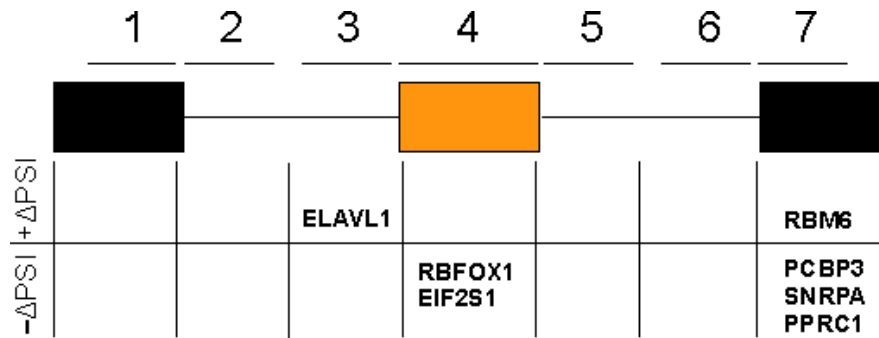 1 2 3 4 5 6 7
+ΔPSI
ELAVL1
RBM6
-ΔPSI
RBFOX1
EIF2S1
PCBP3
SNRPA
PPRC1